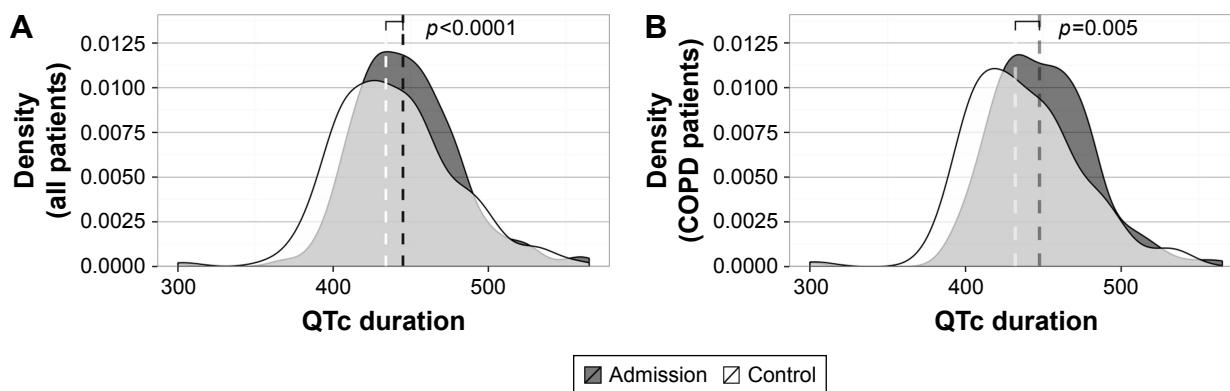 A
p<0.0001
Density
(all patients)
0.0125
0.0100
0.0075
0.0050
0.0025
0.0000
300
400
500
QTc duration
B
p=0.005
Density
(COPD patients)
0.0125
0.0100
0.0075
0.0050
0.0025
0.0000
300
400
500
QTc duration
Admission
Control